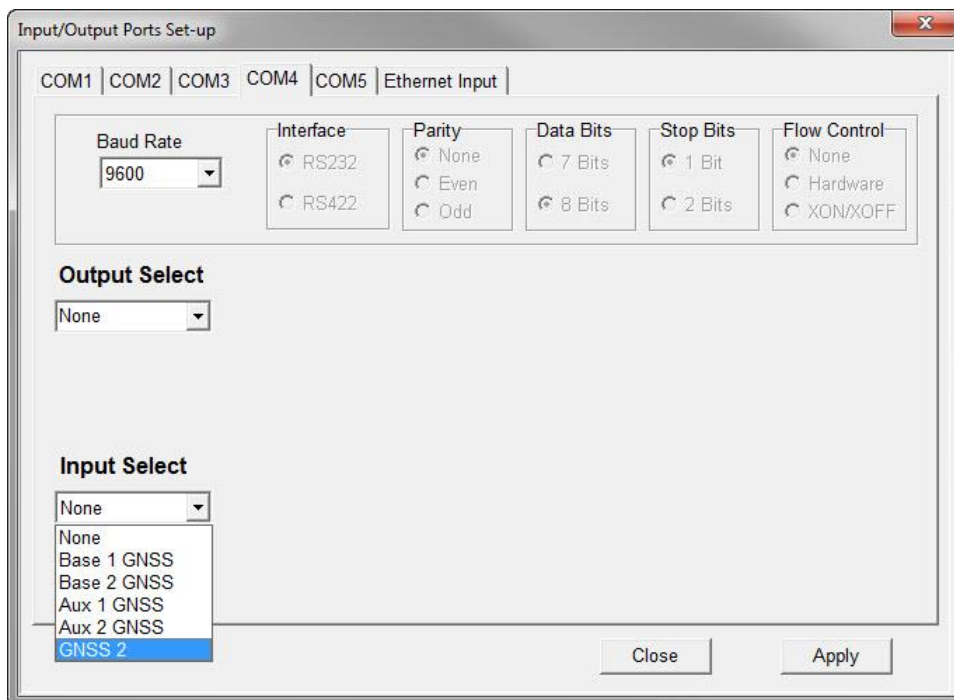 Input/Output Ports Set-up
COM1 COM2 COM3 COM4 COM5 Ethernet Input
Baud Rate
9600
Interface
RS232
RS422
Parity
None
Even
Odd
Data Bits
7 Bits
8 Bits
Stop Bits
1 Bit
2 Bits
Flow Control
None
Hardware
XON/XOFF
Output Select
None
Input Select
None
None
Base 1 GNSS
Base 2 GNSS
Aux 1 GNSS
Aux 2 GNSS
GNSS 2
Close Apply